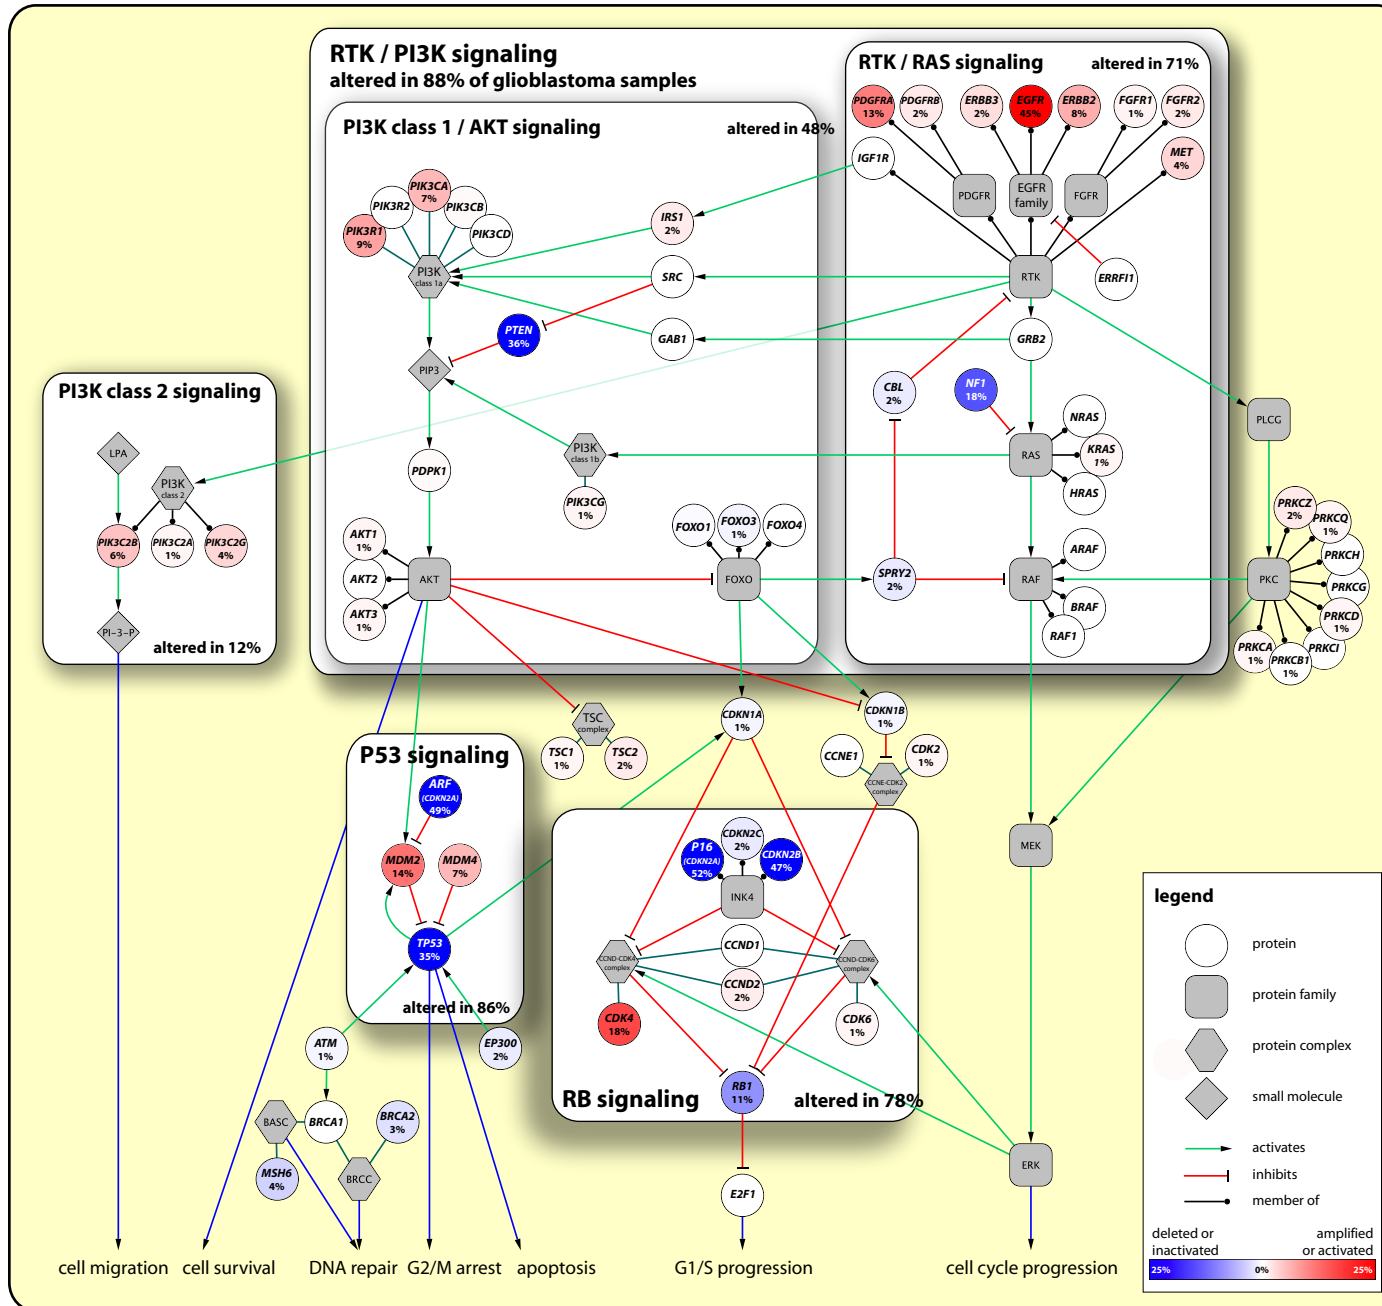 RTK / PI3K signaling
altered in 88% of glioblastoma samples
RTK / RAS signaling
altered in 71%
PDGFRA
13%
PDGFRB
2%
ERBB3
2%
EGFR
45%
ERBB2
8%
FGFR1
1%
FGFR2
2%
PI3K class 1 / AKT signaling
altered in 48%
IGF1R
MET
4%
PIK3CA
7%
PIK3R2
PIK3CB
PIK3R1
9%
PIK3CD
PDGFR
EGFR
family
FGFR
IRS1
2%
PI3K
class 1a
SRC
RTK
ERRFI1
PTEN
36%
GAB1
GRB2
PIP3
CBL
2%
NF1
18%
PI3K class 2 signaling
PLCG
NRAS
LPA
PI3K
class 2
PDPK1
PI3K
class 1b
RAS
KRAS
1%
HRAS
PIK3CG
1%
PRKCZ
2%
PRKCQ
1%
PIK3C2B
6%
PIK3C2A
1%
PIK3C2G
4%
AKT1
1%
FOXO1
FOXO3
1%
FOXO4
ARAF
PRKCH
AKT2
AKT
FOXO
SPRY2
2%
RAF
PKC
PRKCG
AKT3
1%
BRAF
RAF1
PRKCD
1%
PI-3-P
altered in 12%
PRKCA
1%
PRKCB1
1%
PRKCI
CDKN1A
1%
CDKN1B
1%
TSC
complex
TSC1
1%
TSC2
2%
CCNE1
CDK2
1%
P53 signaling
CCNE-CDK2
complex
ARF
(CDKN2A)
49%
P16
(CDKN2A)
52%
CDKN2C
2%
CDKN2B
47%
MEK
MDM2
14%
MDM4
7%
INK4
TP53
35%
CCND1
CCND-CDK4
complex
CCND-CDK6
complex
CCND2
2%
altered in 86%
CDK4
18%
CDK6
1%
ATM
1%
EP300
2%
RB1
11%
RB signaling
altered in 78%
BASC
BRCA1
BRCA2
3%
MSH6
4%
BRCC
ERK
E2F1
cell migration
cell survival
DNA repair
G2/M arrest
apoptosis
G1/S progression
cell cycle progression
legend
protein
protein family
protein complex
small molecule
activates
inhibits
member of
deleted or
inactivated
amplified
or activated
25%
0%
25%